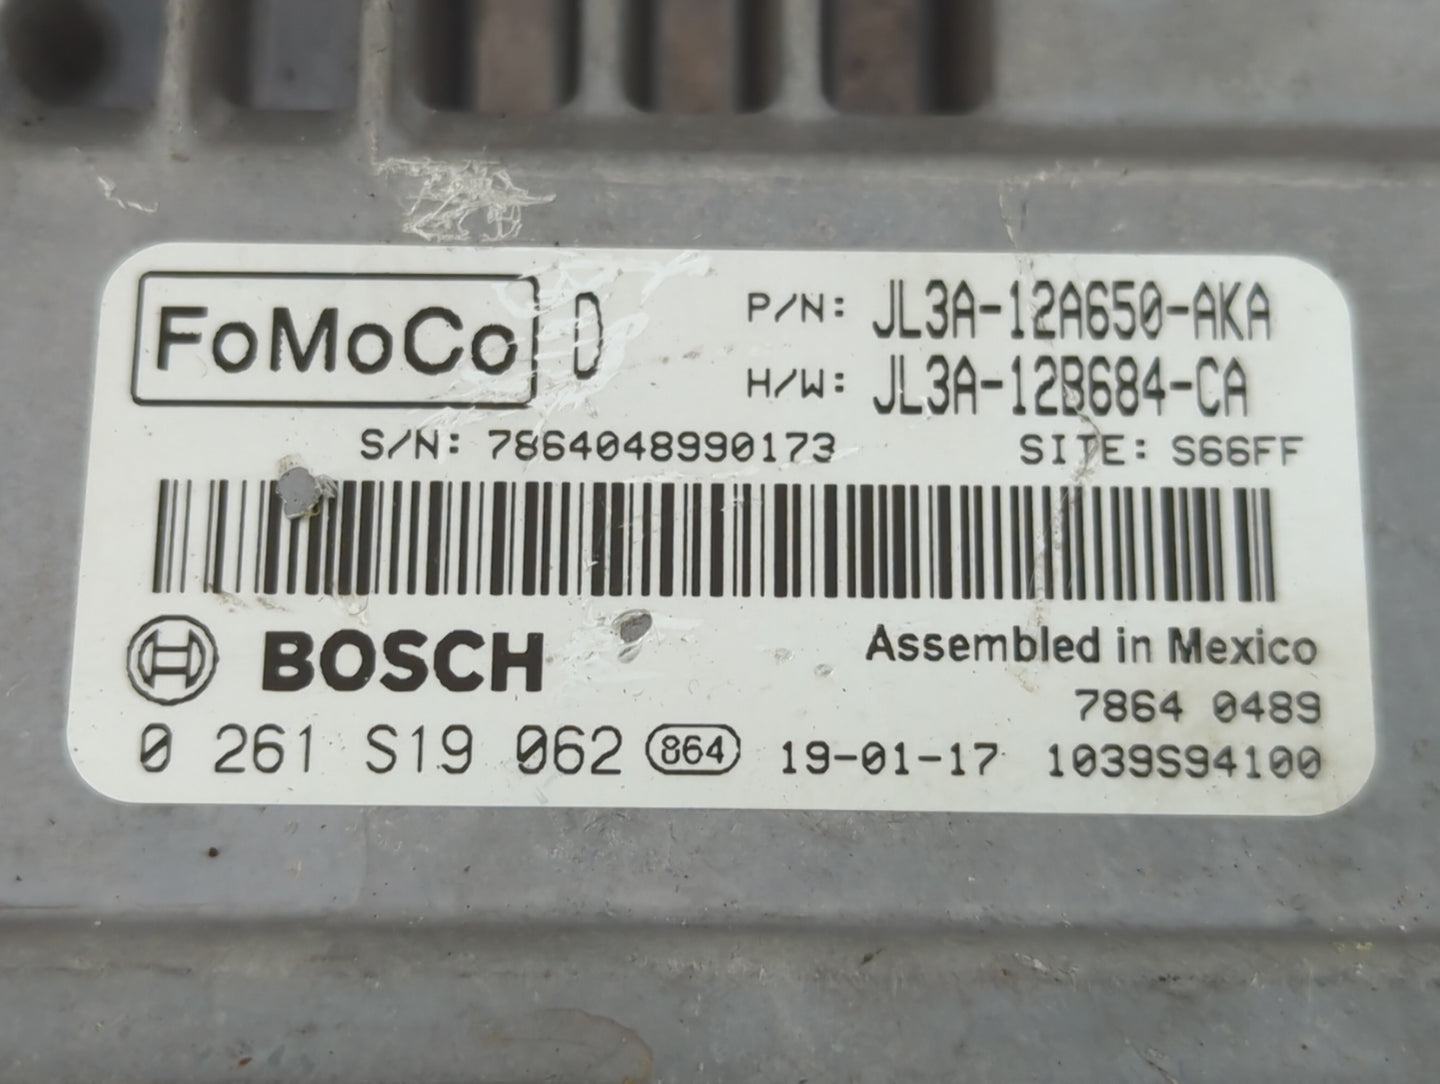 FoMoCo D P/N: JL3A-12A650-AKA
H/W: JL3A-12B684-CA
S/N: 7864048990173 SITE: S66FF
BOSCH Assembled in Mexico
7864 0489
0 261 S19 062 864 19-01-17 1039S94100